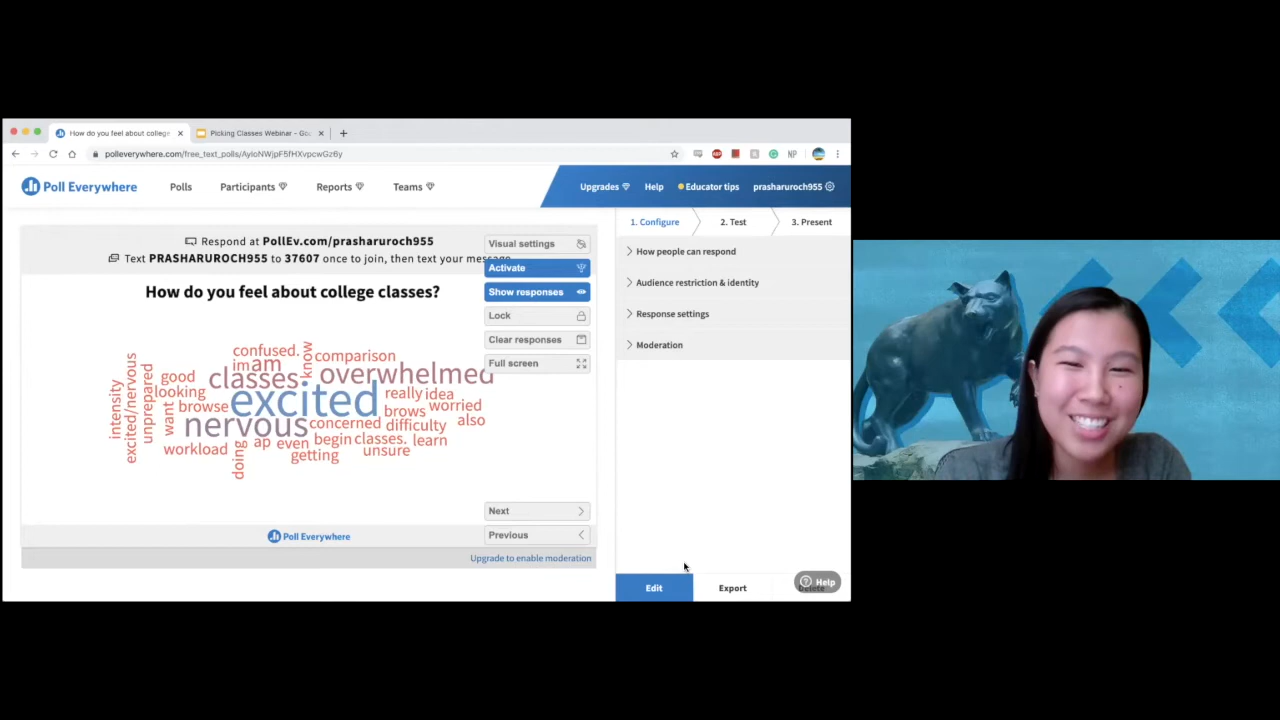 How do you feel about college
Picking Classes Webinar - Goo
polleverywhere.com/free_text_polls/AyIoNWjpF5fHXvpcwGz6y
ABP
NP
Poll Everywhere
Polls
Participants
Reports
Teams
Upgrades
Help
Educator tips
prasharuroch955
1. Configure
2. Test
3. Present
Respond at PollEv.com/prasharuroch955
Text PRASHARUROCH955 to 37607 once to join, then text your message
How do you feel about college classes?
Visual settings
Activate
Show responses
Lock
Clear responses
Full screen
How people can respond
Audience restriction & identity
Response settings
Moderation
confused.
know
comparison
im
am
classes
overwhelmed
good
looking
intensity
excited/nervous
unprepared
want
browse
excited
really
idea
brows
worried
also
nervous
concerned
difficulty
workload
doing
ap
even
begin
classes.
learn
getting
unsure
Next
Previous
Poll Everywhere
Upgrade to enable moderation
Edit
Export
Delete
Help